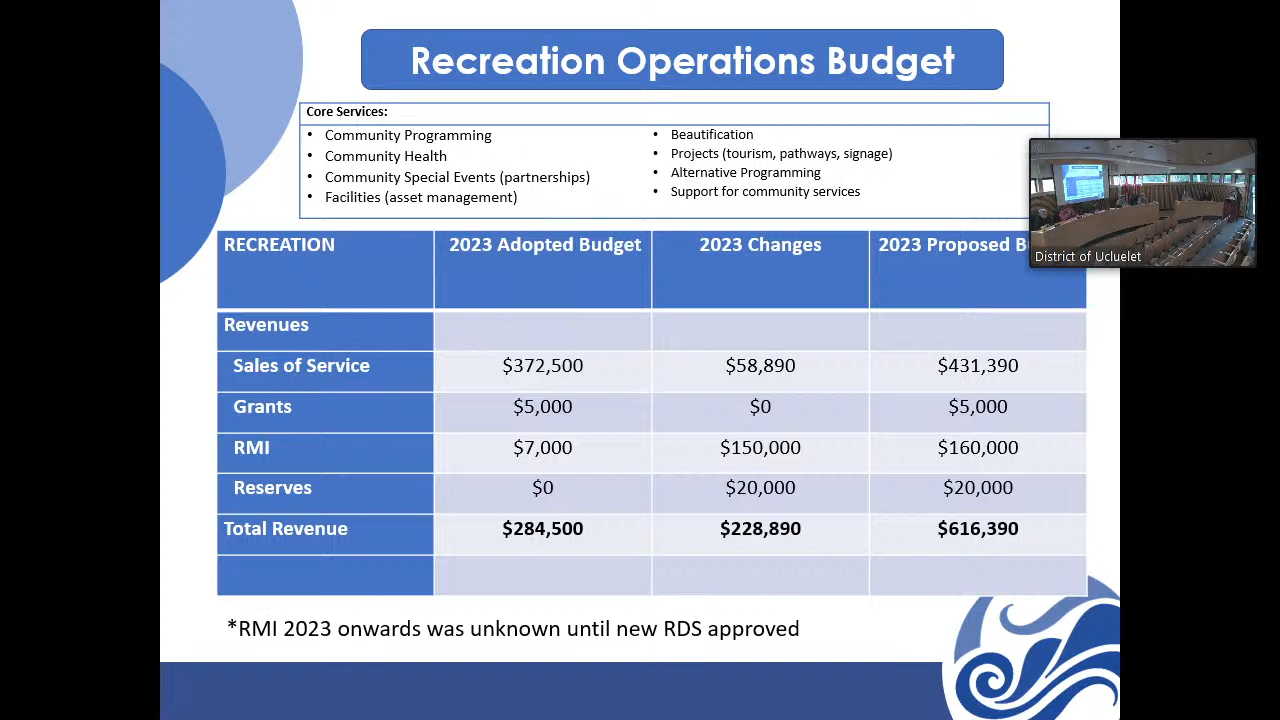 Recreation Operations Budget
Core Services:
• Community Programming
• Community Health
• Community Special Events (partnerships)
• Facilities (asset management)
• Beautification
• Projects (tourism, pathways, signage)
• Alternative Programming
• Support for community services
District of Ucluelet
RECREATION 2023 Adopted Budget 2023 Changes 2023 Proposed
Revenues
Sales of Service $372,500 $58,890 $431,390
Grants $5,000 $0 $5,000
RMI $7,000 $150,000 $160,000
Reserves $0 $20,000 $20,000
Total Revenue $284,500 $228,890 $616,390
*RMI 2023 onwards was unknown until new RDS approved